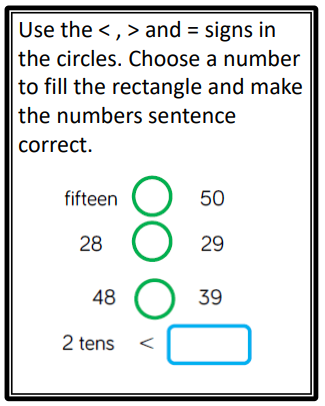 Use the < , > and = signs in
the circles. Choose a number
to fill the rectangle and make
the numbers sentence
correct.
fifteen 50
28 29
48 39
2 tens <